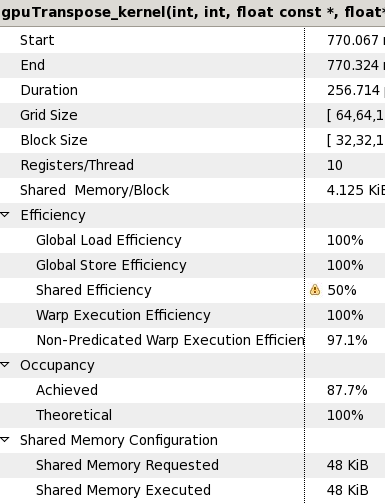 gpuTranspose_kernel(int, int, float const *, float*
Start 770.067
End 770.324
Duration 256.714
Grid Size [ 64,64,1
Block Size [ 32,32,1
Registers/Thread 10
Shared Memory/Block 4.125 KiB
Efficiency
Global Load Efficiency 100%
Global Store Efficiency 100%
Shared Efficiency 50%
Warp Execution Efficiency 100%
Non-Predicated Warp Execution Efficien 97.1%
Occupancy
Achieved 87.7%
Theoretical 100%
Shared Memory Configuration
Shared Memory Requested 48 KiB
Shared Memory Executed 48 KiB